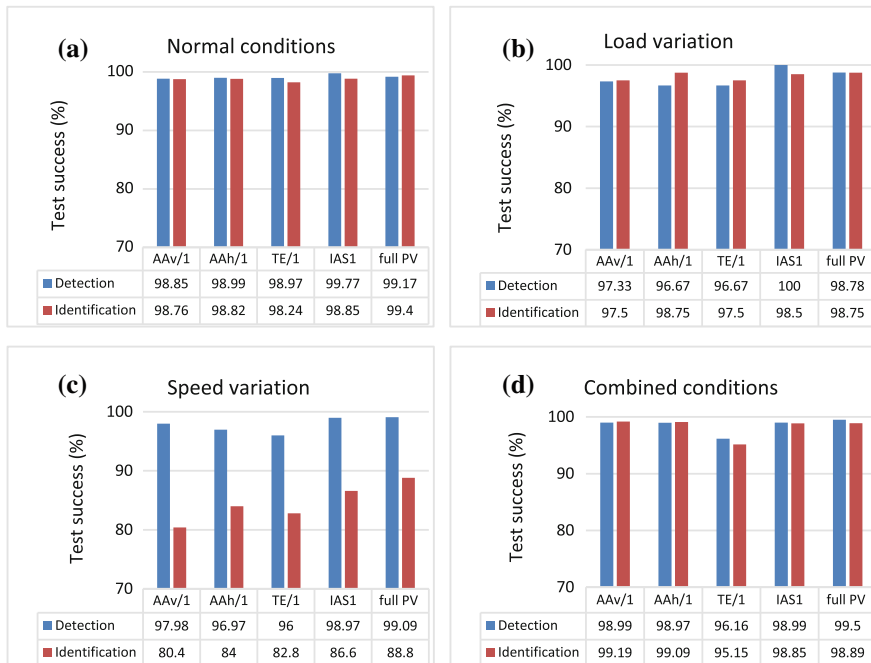 (a) Normal conditions
Test success (%)
100
90
80
70
AAv/1 AAh/1 TE/1 IAS1 full PV
Detection 98.85 98.99 98.97 99.77 99.17
Identification 98.76 98.82 98.24 98.85 99.4
(b) Load variation
Test success (%)
100
90
80
70
AAv/1 AAh/1 TE/1 IAS1 full PV
Detection 97.33 96.67 96.67 100 98.78
Identification 97.5 98.75 97.5 98.5 98.75
(c) Speed variation
Test success (%)
100
90
80
70
AAv/1 AAh/1 TE/1 IAS1 full PV
Detection 97.98 96.97 96 98.97 99.09
Identification 80.4 84 82.8 86.6 88.8
(d) Combined conditions
Test success (%)
100
90
80
70
AAv/1 AAh/1 TE/1 IAS1 full PV
Detection 98.99 98.97 96.16 98.99 99.5
Identification 99.19 99.09 95.15 98.85 98.89